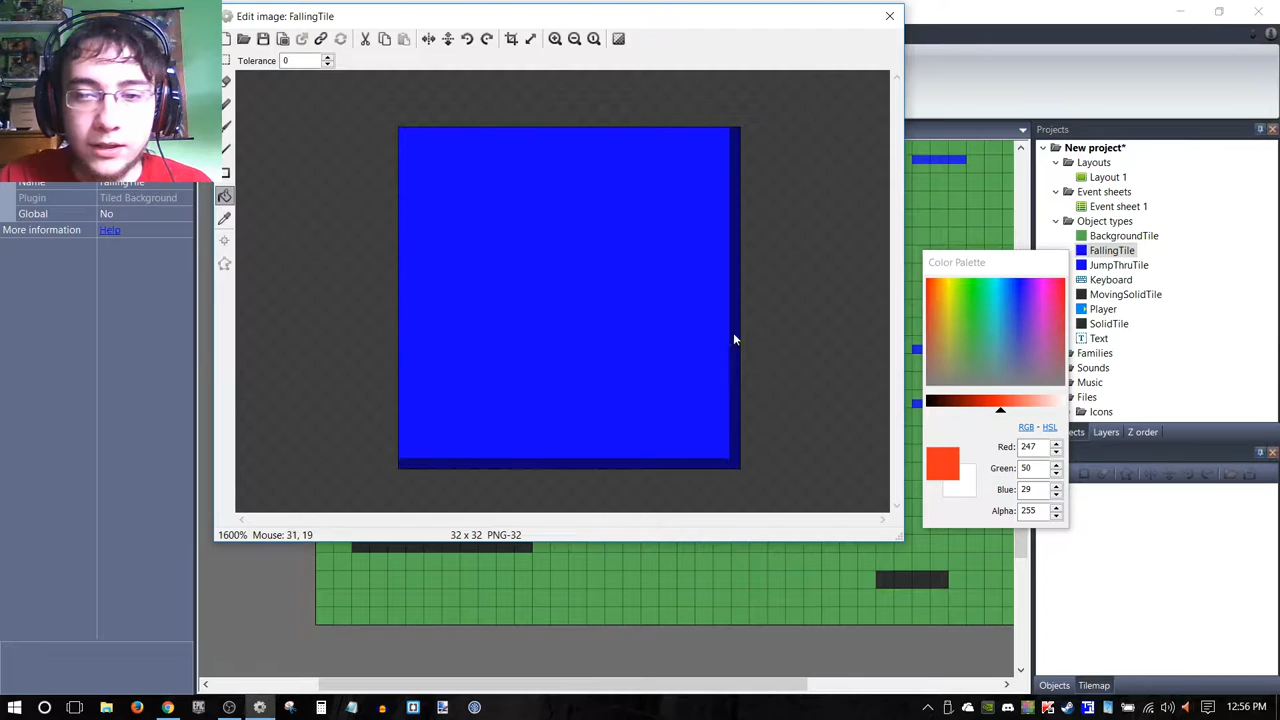 Edit image: FallingTile
Tolerance 0
Plugin Tiled Background
Global No
More information Help
1600% Mouse: 31, 19 32 x 32 PNG-32
Color Palette
RGB - HSL
Red: 247
Green: 50
Blue: 29
Alpha: 255
Projects
New project*
Layouts
Layout 1
Event sheets
Event sheet 1
Object types
BackgroundTile
FallingTile
JumpThruTile
Keyboard
MovingSolidTile
Player
SolidTile
Text
Families
Sounds
Music
Files
Icons
Layers Z order
Objects Tilemap
12:56 PM